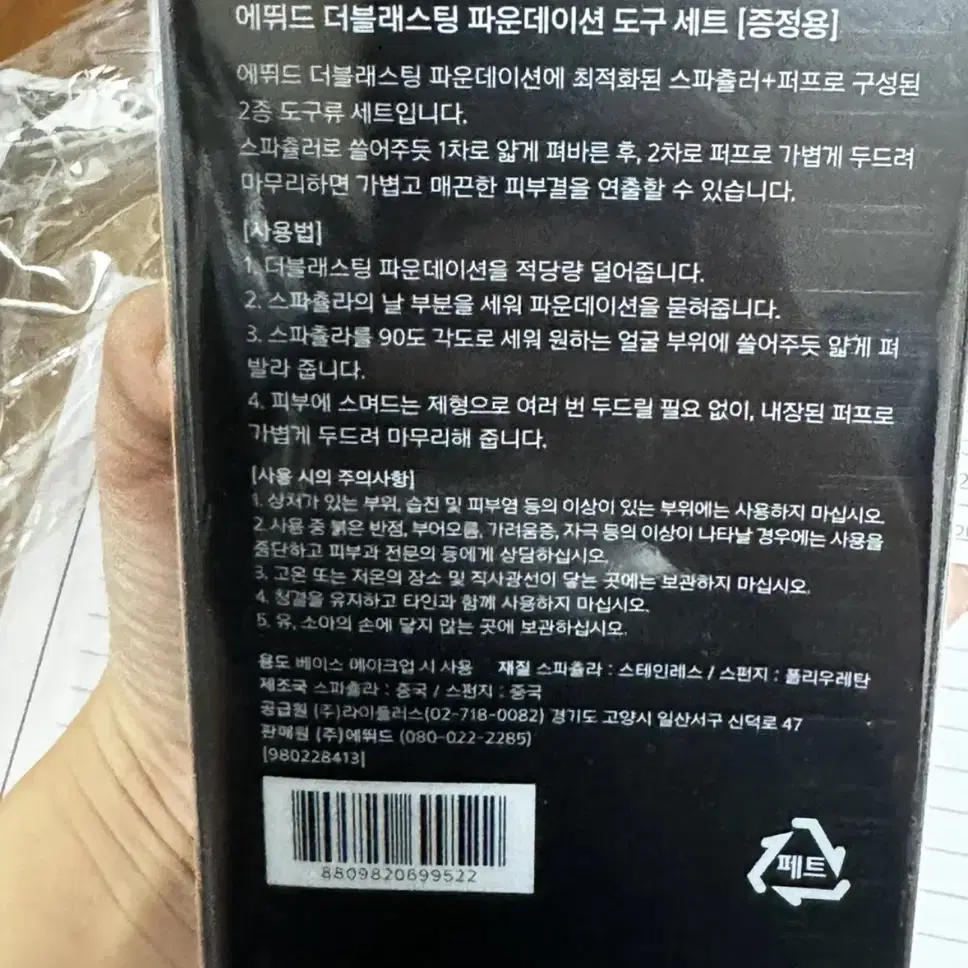 에뛰드 더블래스팅 파운데이션 도구 세트 [증정용]
에뛰드 더블래스팅 파운데이션에 최적화된 스파츌러+퍼프로 구성된
2종 도구류 세트입니다.
스파츌러로 쓸어주듯 1차로 얇게 펴바른 후, 2차로 퍼프로 가볍게 두드려
마무리하면 가볍고 매끈한 피부결을 연출할 수 있습니다.
[사용법]
1. 더블래스팅 파운데이션을 적당량 덜어줍니다.
2. 스파츌라의 날 부분을 세워 파운데이션을 묻혀줍니다.
3. 스파츌라를 90도 각도로 세워 원하는 얼굴 부위에 쓸어주듯 얇게 펴
발라 줍니다.
4. 피부에 스며드는 제형으로 여러 번 두드릴 필요 없이, 내장된 퍼프로
가볍게 두드려 마무리해 줍니다.
[사용 시의 주의사항]
1. 상처가 있는 부위, 습진 및 피부염 등의 이상이 있는 부위에는 사용하지 마십시오.
2. 사용 중 붉은 반점, 부어오름, 가려움증, 자극 등의 이상이 나타날 경우에는 사용을
중단하고 피부과 전문의 등에게 상담하십시오.
3. 고온 또는 저온의 장소 및 직사광선이 닿는 곳에는 보관하지 마십시오.
4. 청결을 유지하고 타인과 함께 사용하지 마십시오.
5. 유, 소아의 손에 닿지 않는 곳에 보관하십시오.
용도 베이스 메이크업 시 사용 재질 스파츌라 : 스테인레스 / 스펀지 : 폴리우레탄
제조국 스파츌라 : 중국 / 스펀지 : 중국
공급원 (주)라이플러스(02-718-0082) 경기도 고양시 일산서구 신덕로 47
판매원 (주)에뛰드 (080-022-2285)
[980228413]
8809820699522
페트